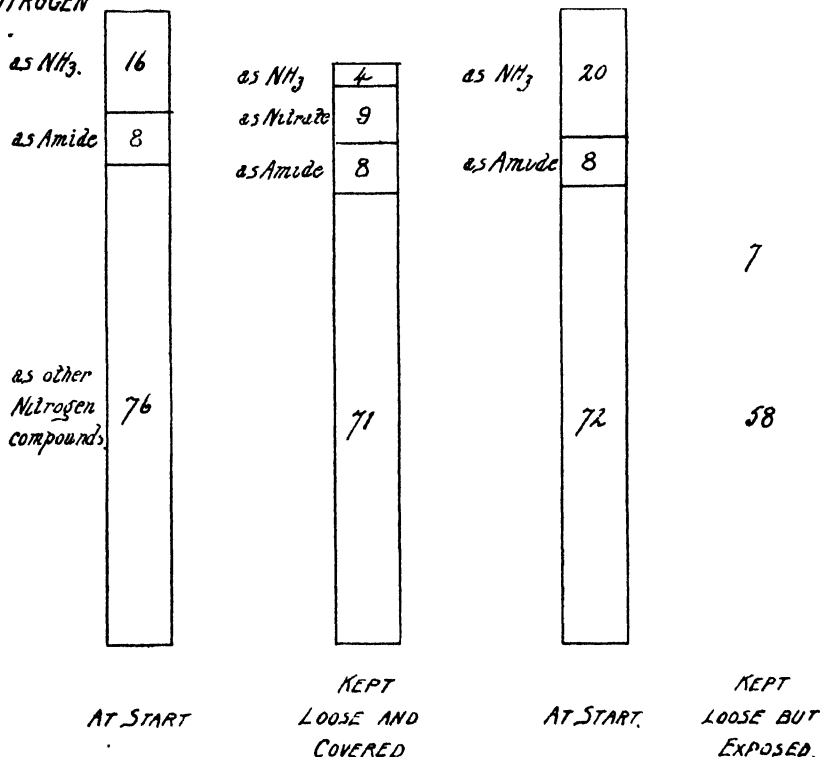 as NH3. 16
as Amide 8
as other
Nitrogen
compounds.
76
AT START
as NH3 4
as Nitrate 9
as Amide 8
71
KEPT
LOOSE AND
COVERED
as NH3 20
as Amide 8
72
AT START.
7
58
KEPT
LOOSE BUT
EXPOSED.